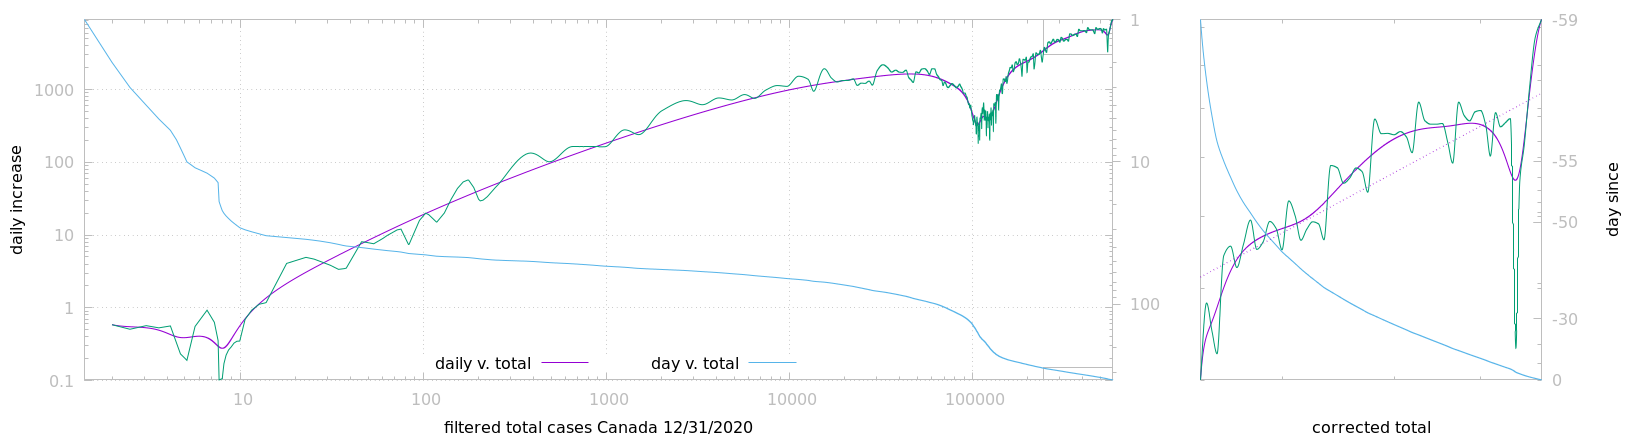 1 -59
1000
daily increase
100 10 -55
day since
10 -50
1 100 -30
daily v. total day v. total
0.1 0
10 100 1000 10000 100000
filtered total cases Canada 12/31/2020 corrected total